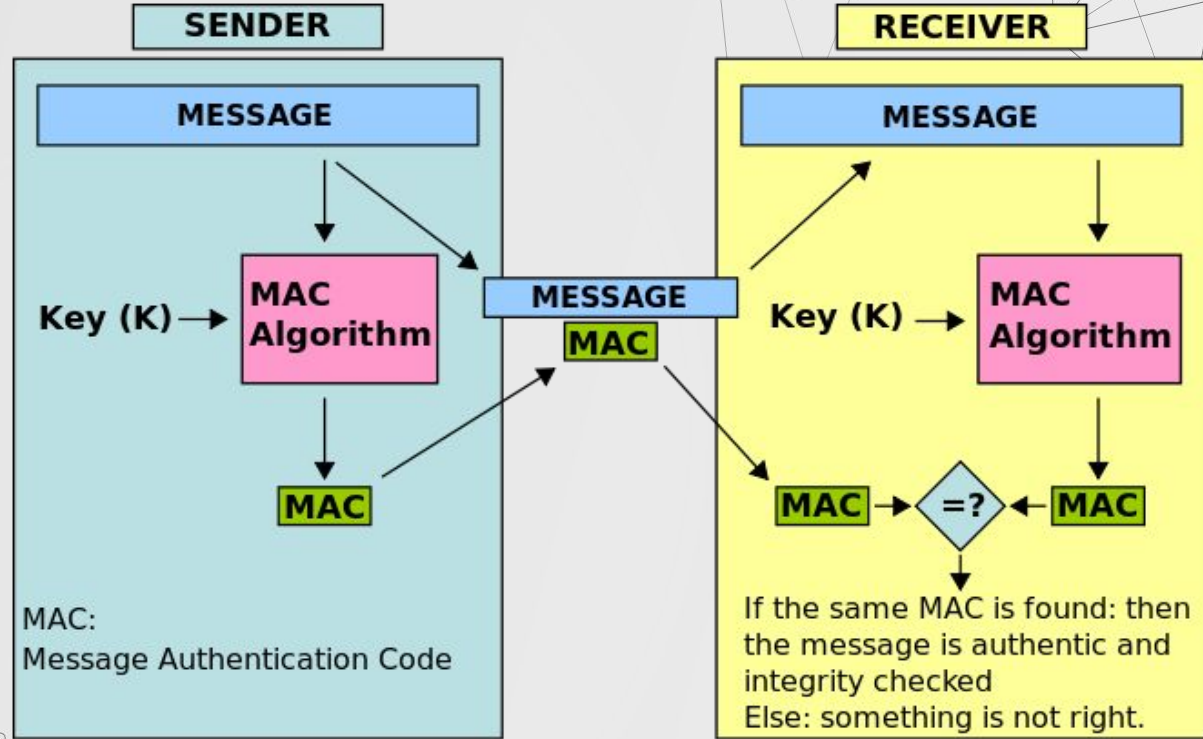 SENDER
MESSAGE
Key (K)
MAC
Algorithm
MAC
MAC:
Message Authentication Code
MESSAGE
MAC
RECEIVER
MESSAGE
Key (K)
MAC
Algorithm
MAC
=?
MAC
If the same MAC is found: then
the message is authentic and
integrity checked
Else: something is not right.